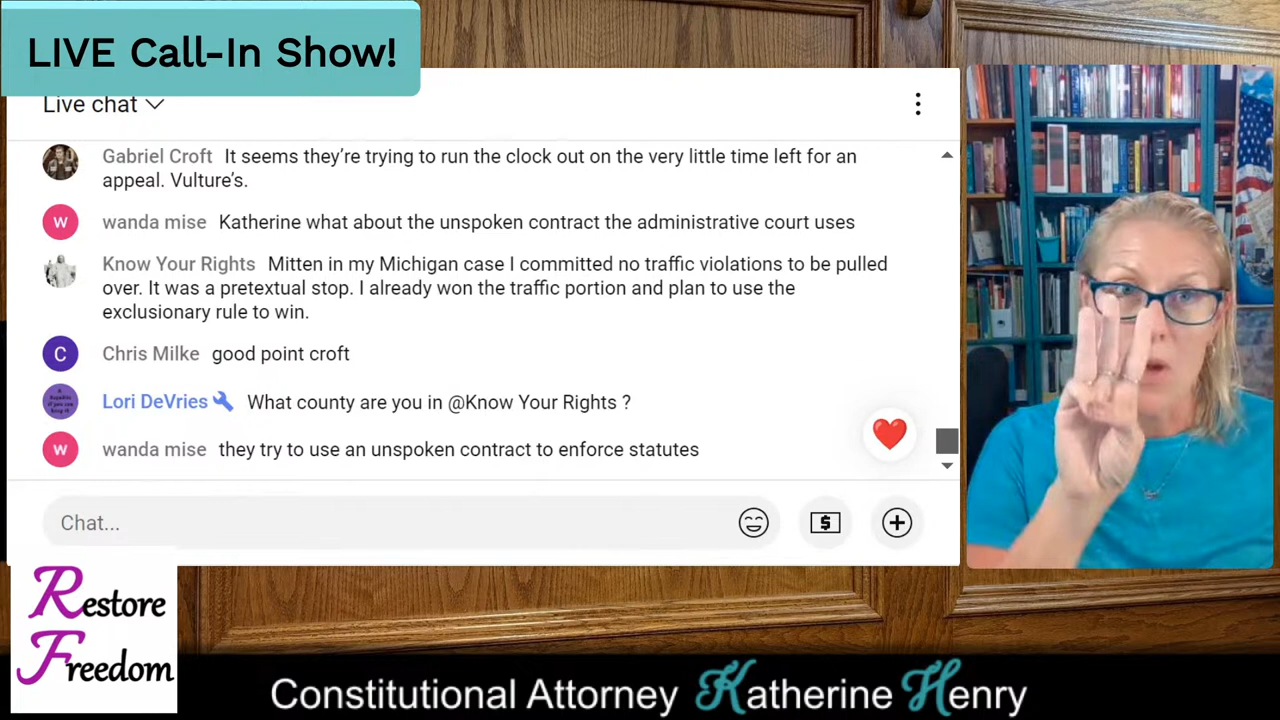 LIVE Call-In Show!
Live chat
Gabriel Croft It seems they’re trying to run the clock out on the very little time left for an
appeal. Vulture’s.
W
wanda mise Katherine what about the unspoken contract the administrative court uses
Know Your Rights Mitten in my Michigan case I committed no traffic violations to be pulled
over. It was a pretextual stop. I already won the traffic portion and plan to use the
exclusionary rule to win.
C
Chris Milke good point croft
Lori DeVries What county are you in @Know Your Rights ?
W
wanda mise they try to use an unspoken contract to enforce statutes
Chat...
$
Restore
Freedom
Constitutional Attorney Katherine Henry